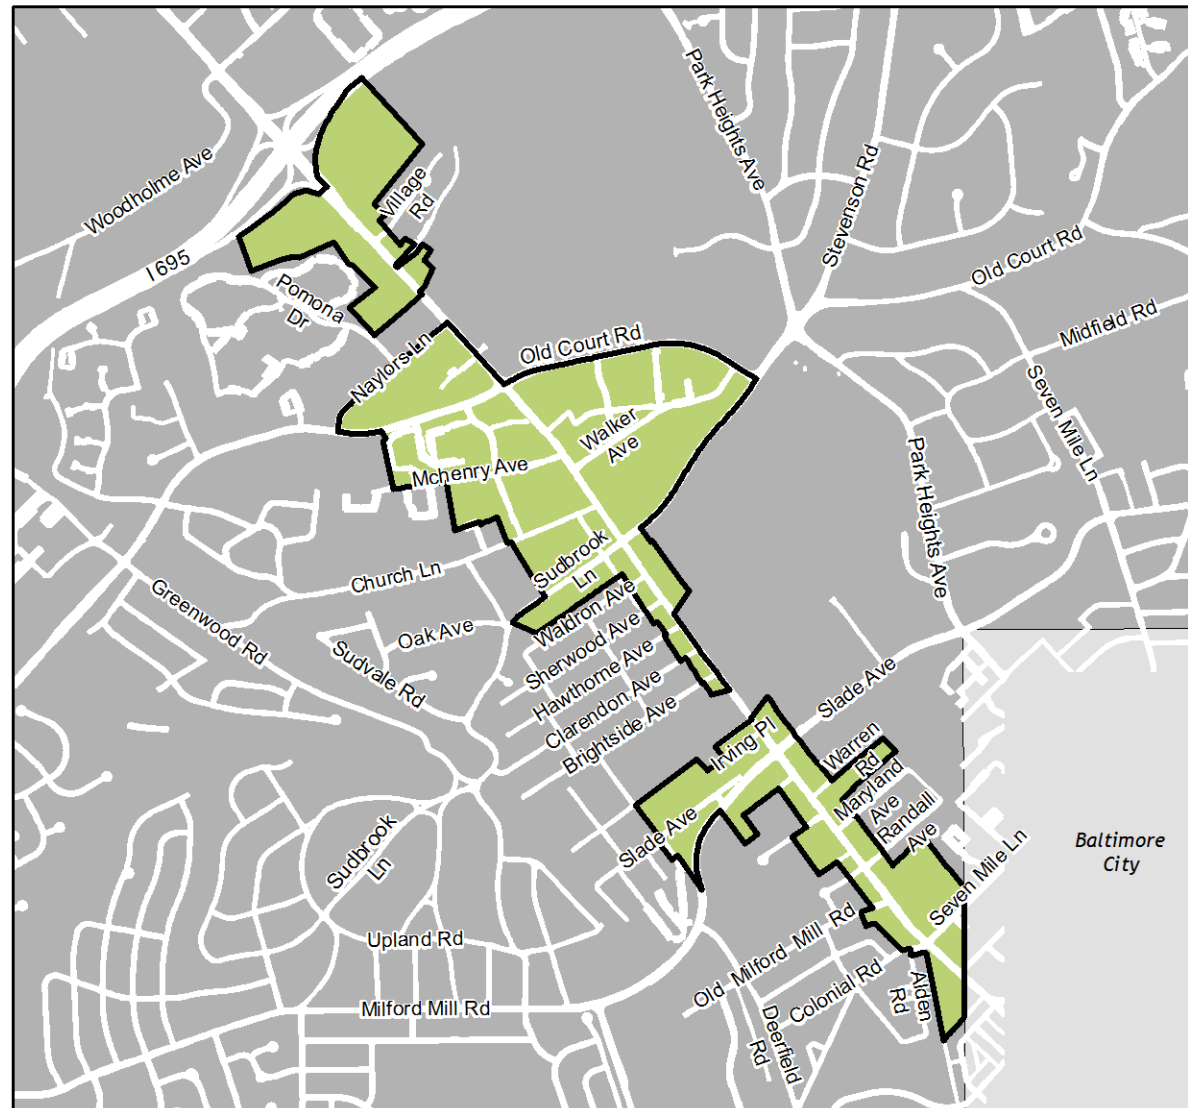 Park Heights Ave
Woodholme Ave
Stevenson Rd
Village
Rd
Old Court Rd
I 695
Pomona
Dr
Midfield Rd
Old Court Rd
Naylors Ln
Seven Mile Ln
Walker
Ave
Park Heights Ave
Mchenry Ave
Sudbrook
Ln
Church Ln
Greenwood Rd
Waldron Ave
Oak Ave
Sherwood Ave
Sudvale Rd
Hawthorne Ave
Slade Ave
Clarendon Ave
Brightside Ave
Irving Pl
Warren
Rd
Maryland
Ave
Randall
Ave
Slade Ave
Sudbrook
Ln
Baltimore
City
Seven Mile Ln
Upland Rd
Old Milford Mill Rd
Colonial Rd
Alden
Rd
Milford Mill Rd
Deerfield
Rd